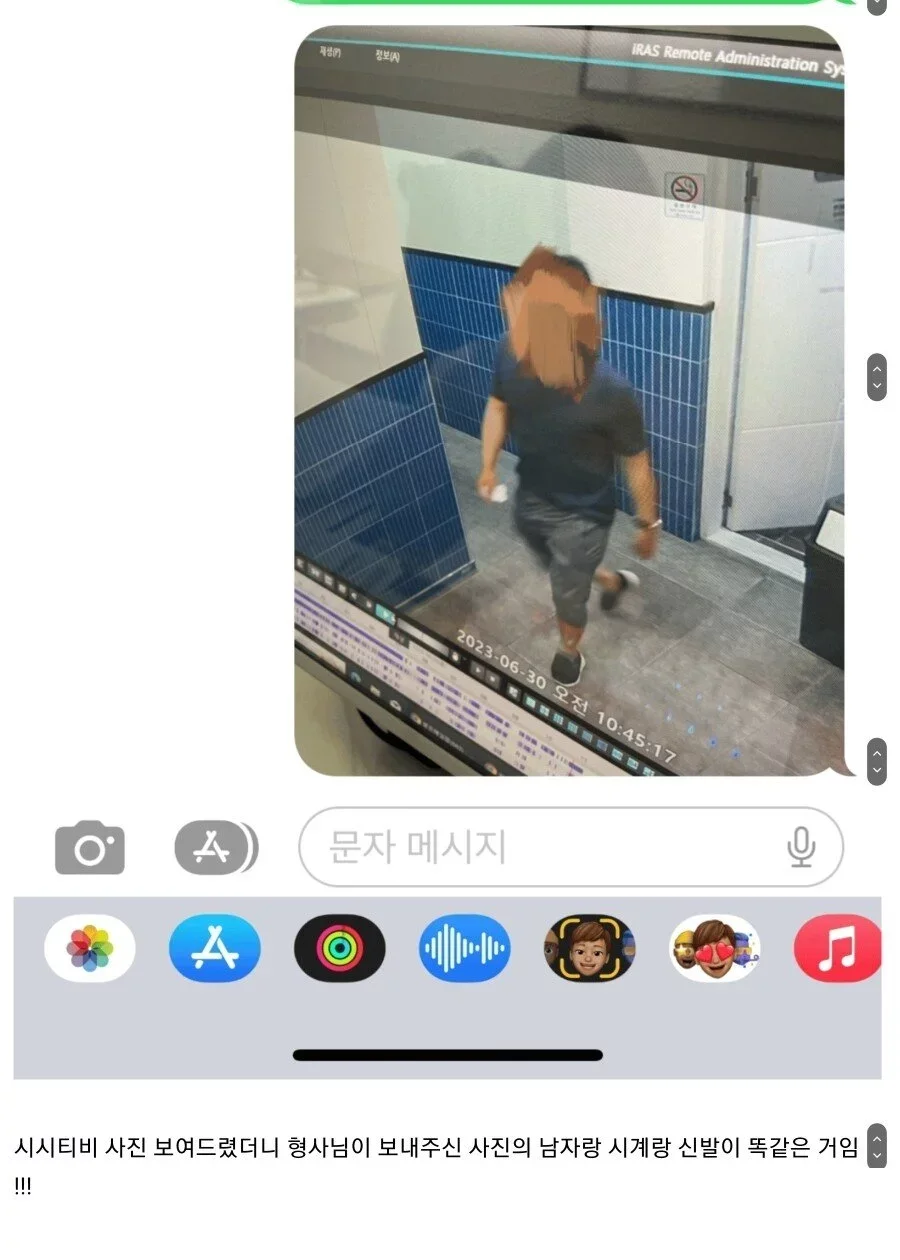 재생(P) 정보(A) iRAS Remote Administration Sys
2023-06-30 오전 10:45:17
문자 메시지
시시티비 사진 보여드렸더니 형사님이 보내주신 사진의 남자랑 시계랑 신발이 똑같은 거임
!!!